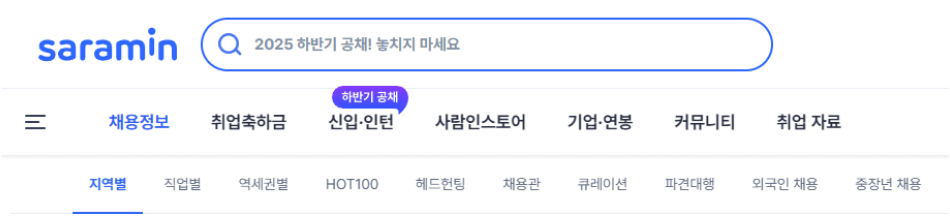 saramin 2025 하반기 공채! 놓치지 마세요
하반기 공채
채용정보 취업축하금 신입·인턴 사람인스토어 기업·연봉 커뮤니티 취업 자료
지역별 직업별 역세권별 HOT100 헤드헌팅 채용관 큐레이션 파견대행 외국인 채용 중장년 채용